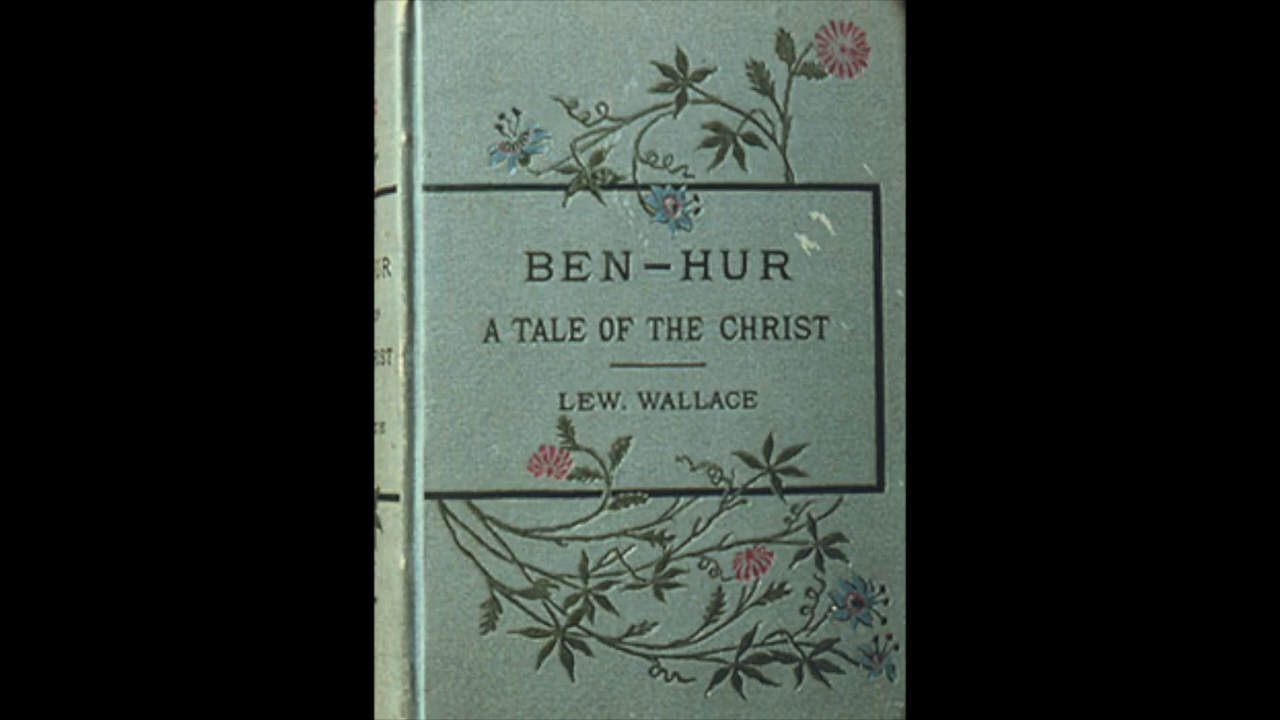 BEN–HUR
A TALE OF THE CHRIST
LEW. WALLACE